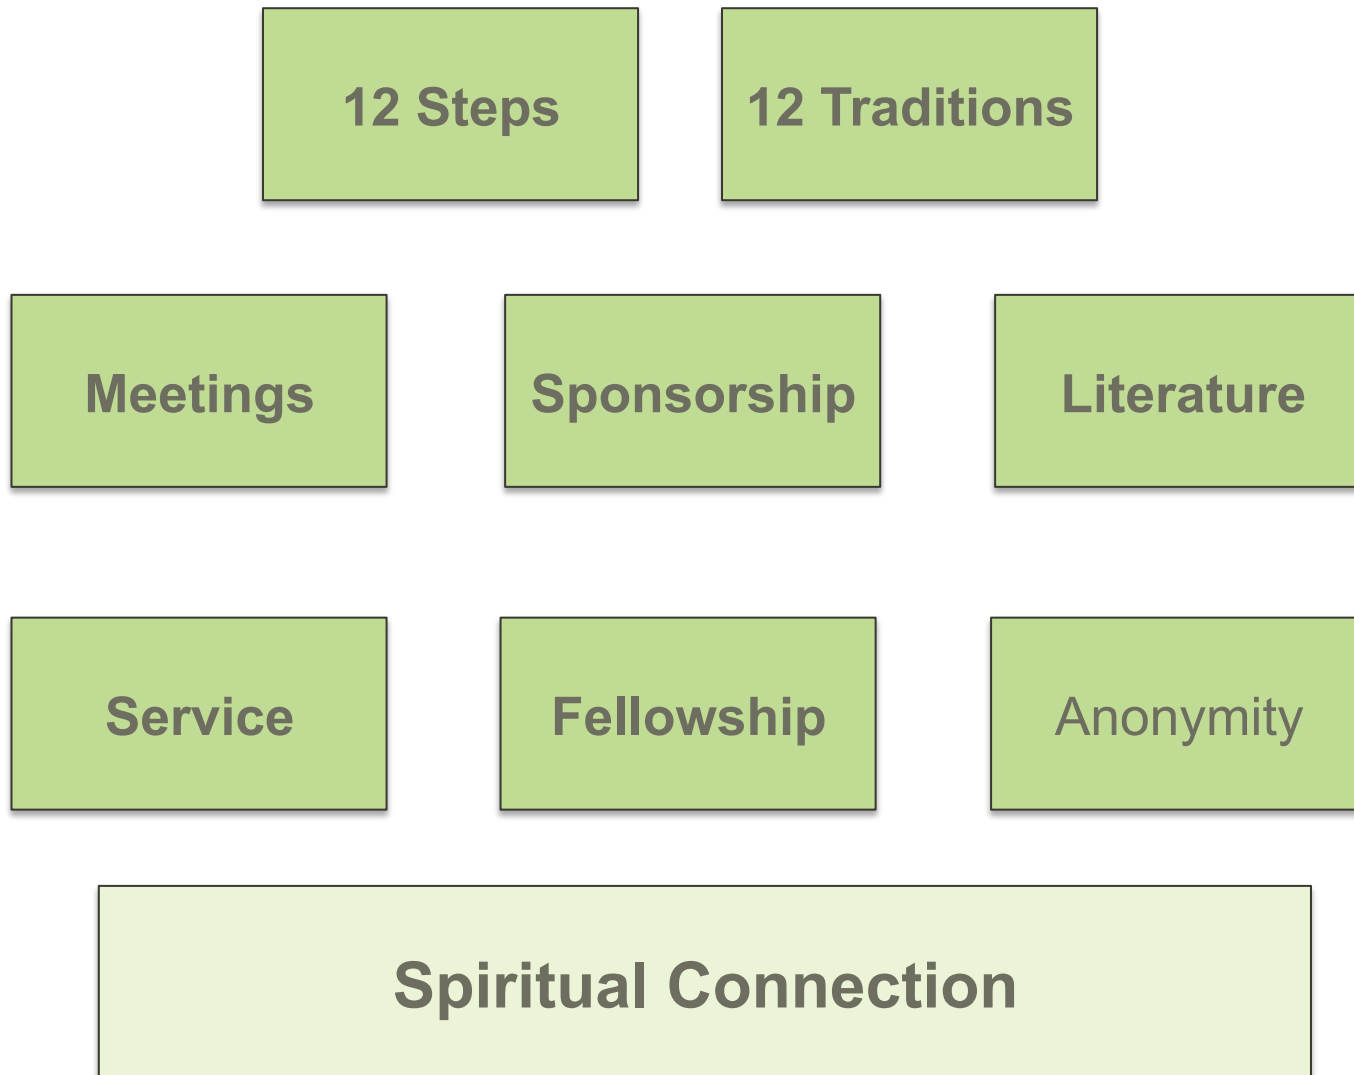 12 Steps
12 Traditions
Meetings
Sponsorship
Literature
Service
Fellowship
Anonymity
Spiritual Connection